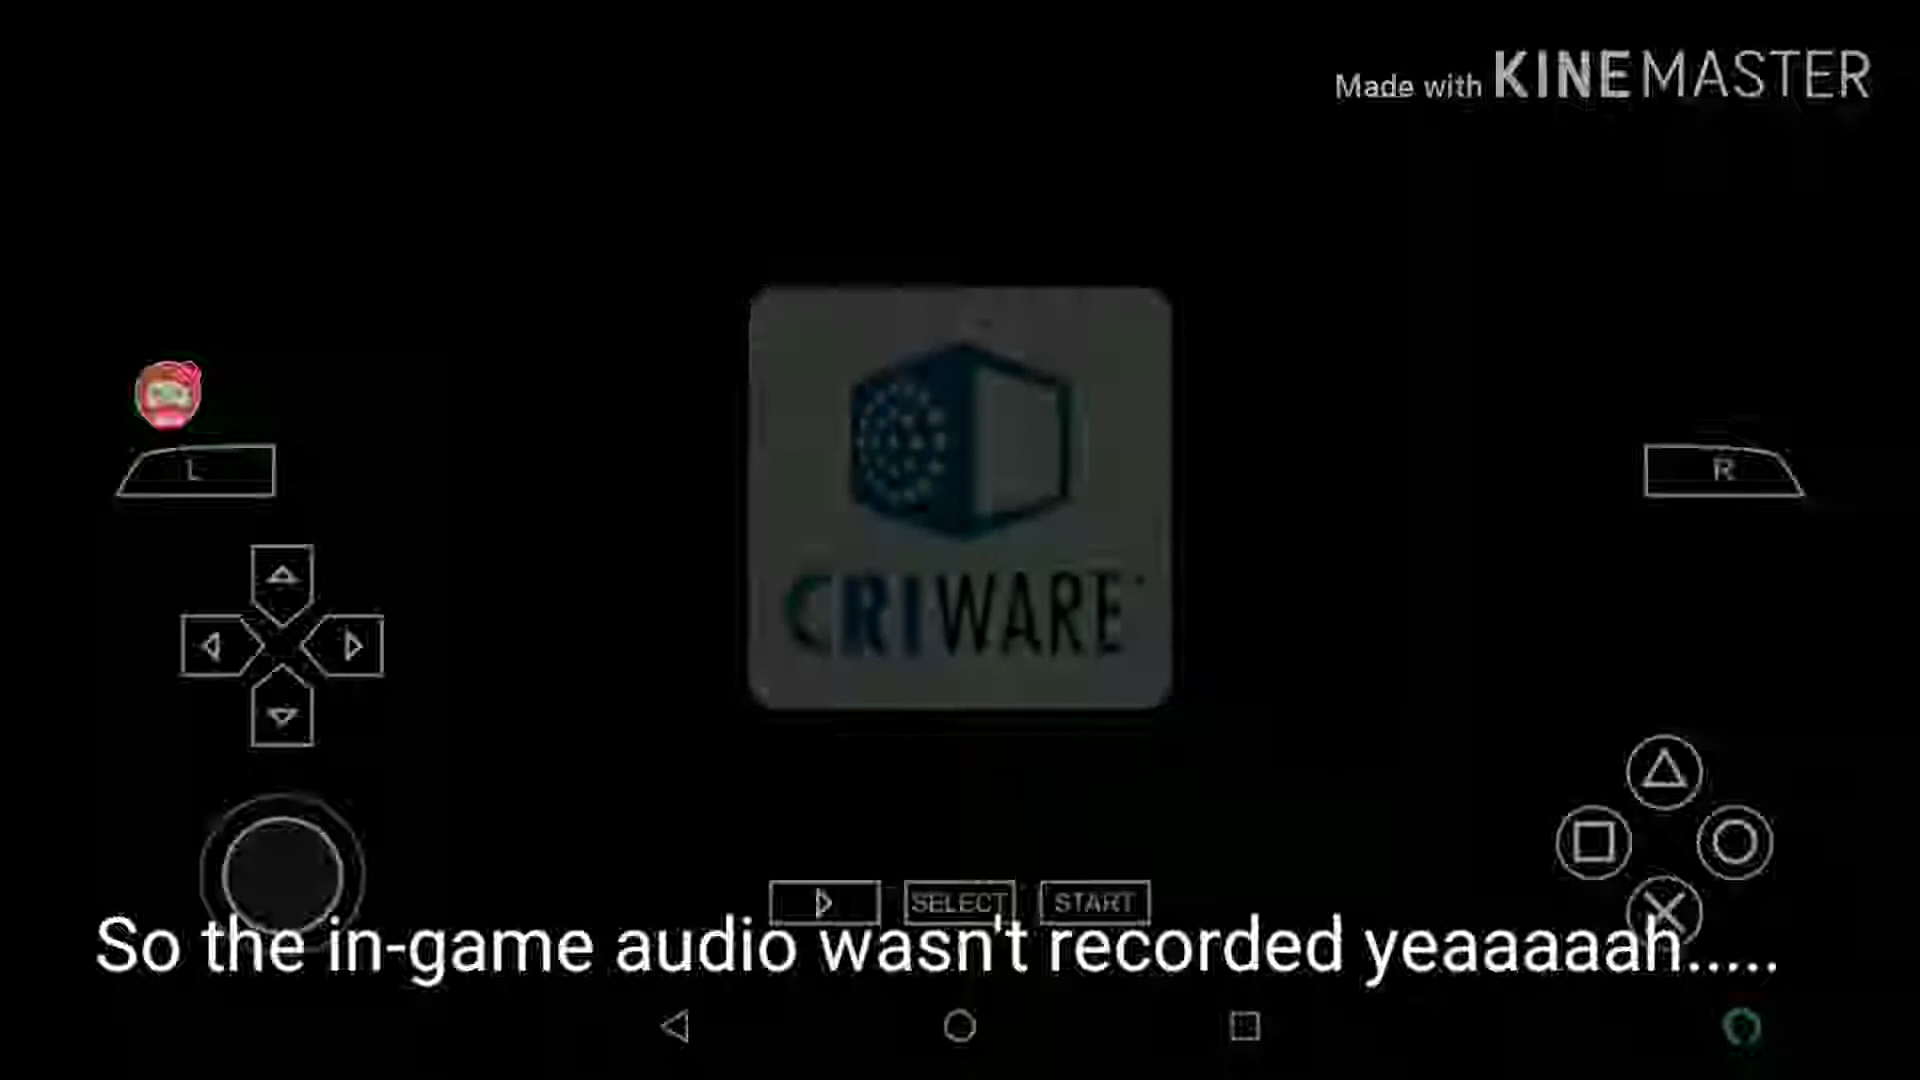 Made with KINEMASTER
L
R
CRIWARE
SELECT START
So the in-game audio wasn't recorded yeaaaaah.....